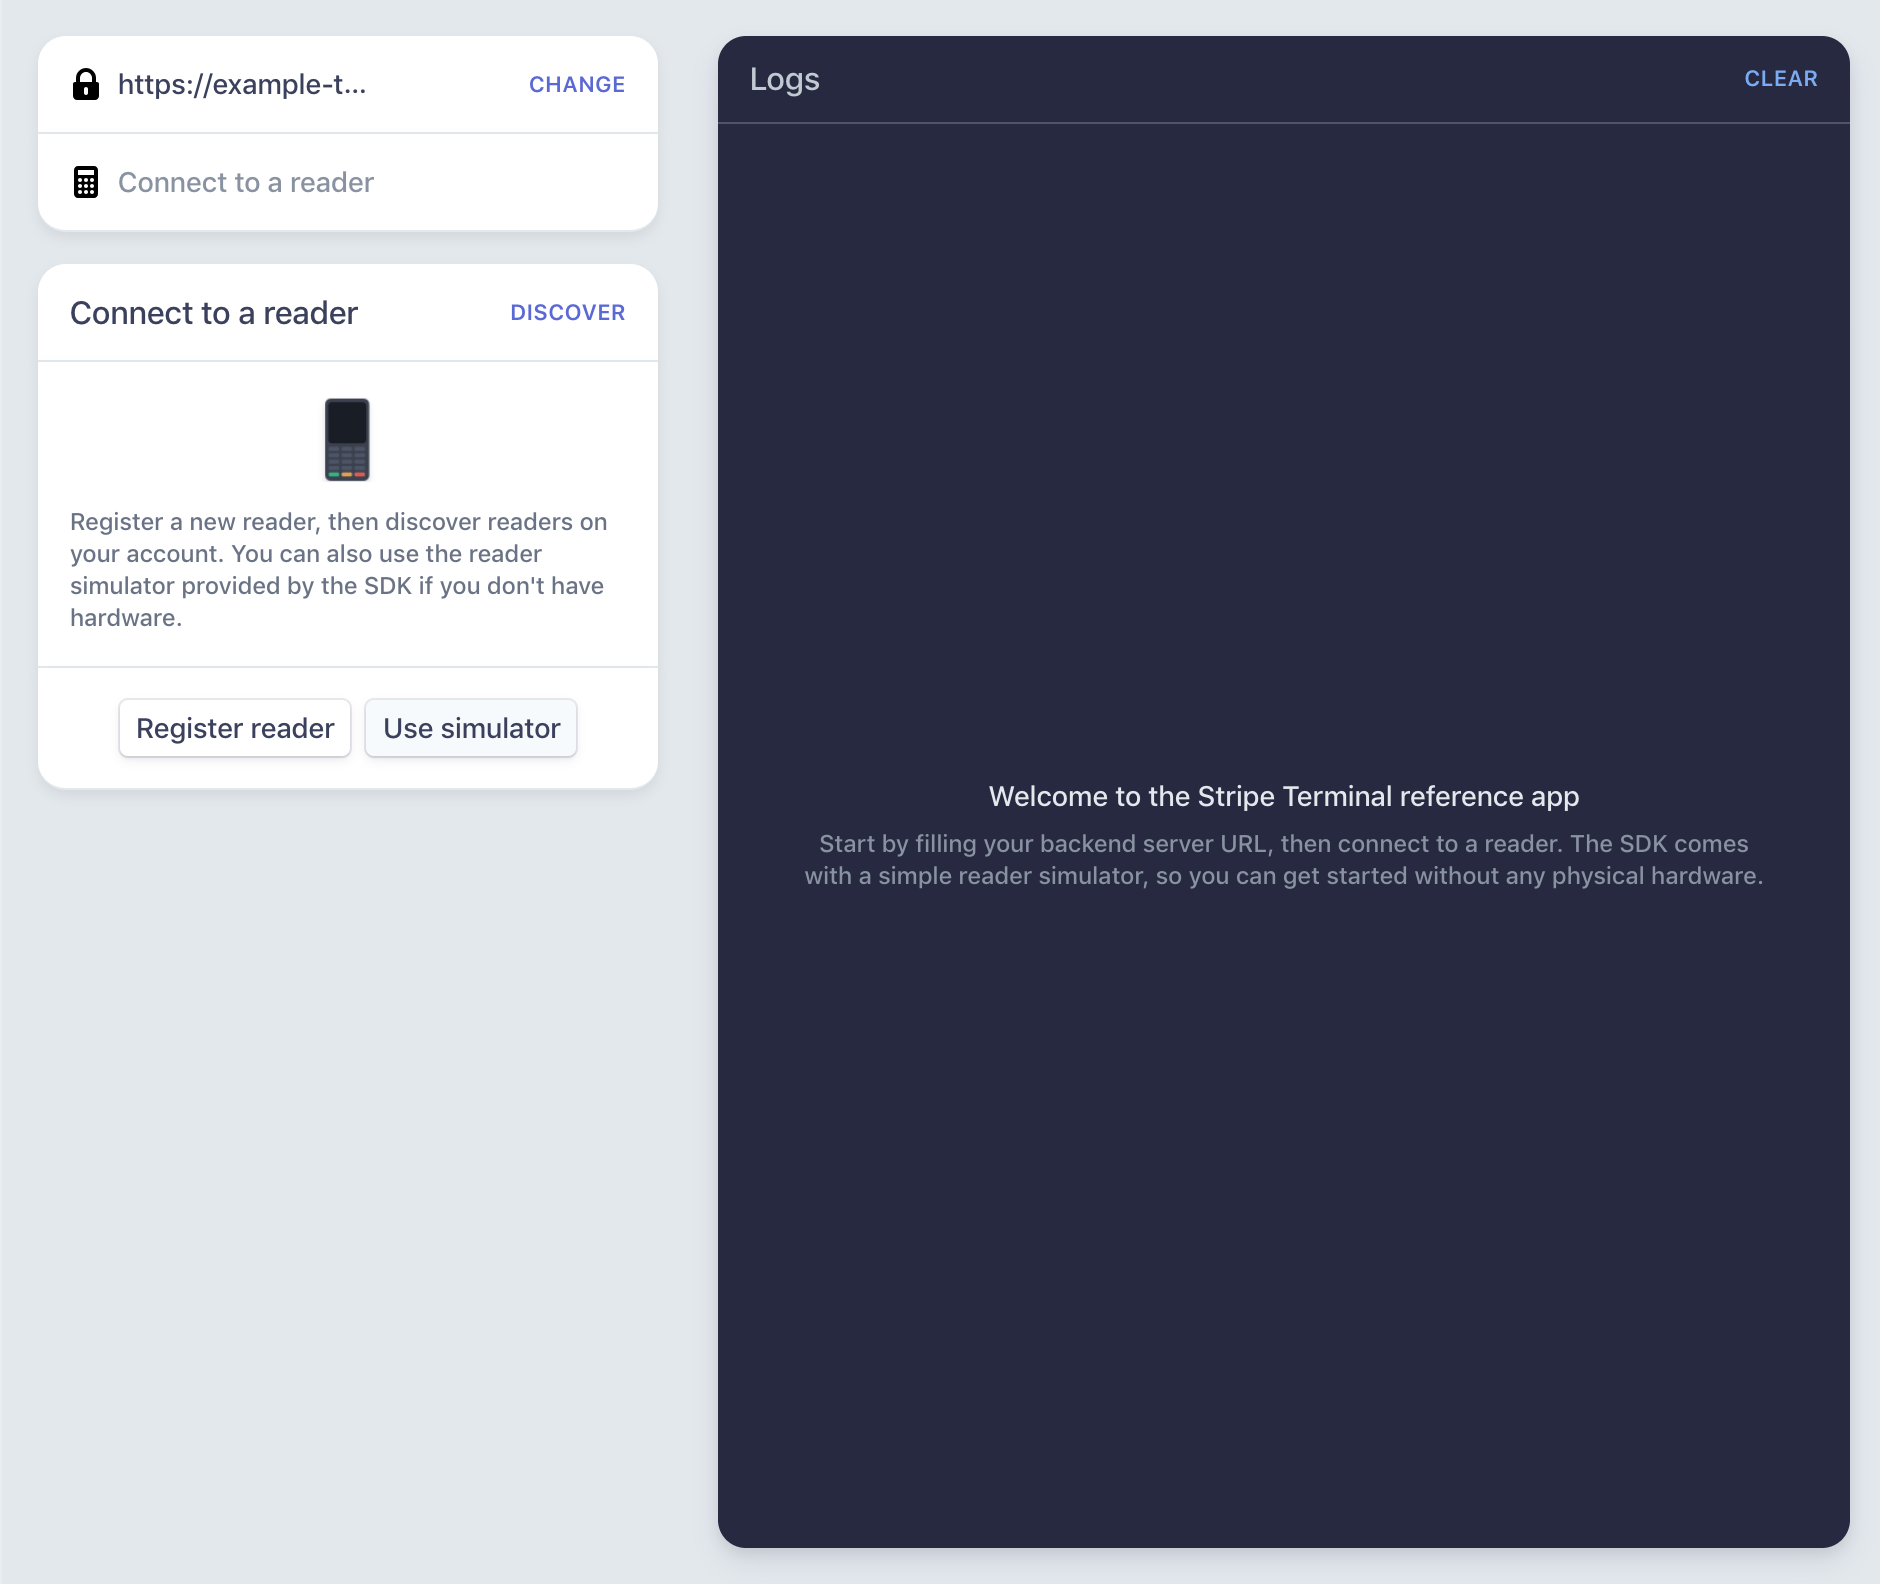 https://example-t...
CHANGE
Connect to a reader
Connect to a reader
DISCOVER
Register a new reader, then discover readers on
your account. You can also use the reader
simulator provided by the SDK if you don't have
hardware.
Register reader
Use simulator
Logs
CLEAR
Welcome to the Stripe Terminal reference app
Start by filling your backend server URL, then connect to a reader. The SDK comes
with a simple reader simulator, so you can get started without any physical hardware.